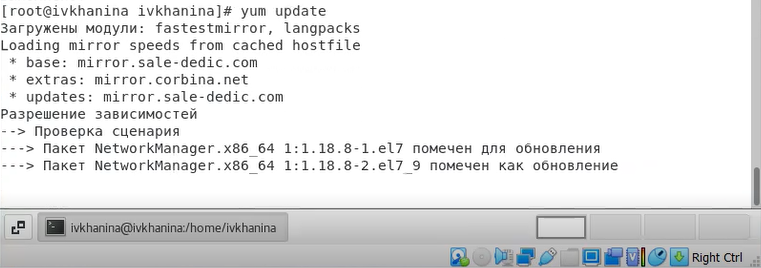 [root@ivkhanina ivkhanina]# yum update
Загружены модули: fastestmirror, langpacks
Loading mirror speeds from cached hostfile
 * base: mirror.sale-dedic.com
 * extras: mirror.corbina.net
 * updates: mirror.sale-dedic.com
Разрешение зависимостей
--> Проверка сценария
---> Пакет NetworkManager.x86_64 1:1.18.8-1.el7 помечен для обновления
---> Пакет NetworkManager.x86_64 1:1.18.8-2.el7_9 помечен как обновление
ivkhanina@ivkhanina:/home/ivkhanina
Right Ctrl